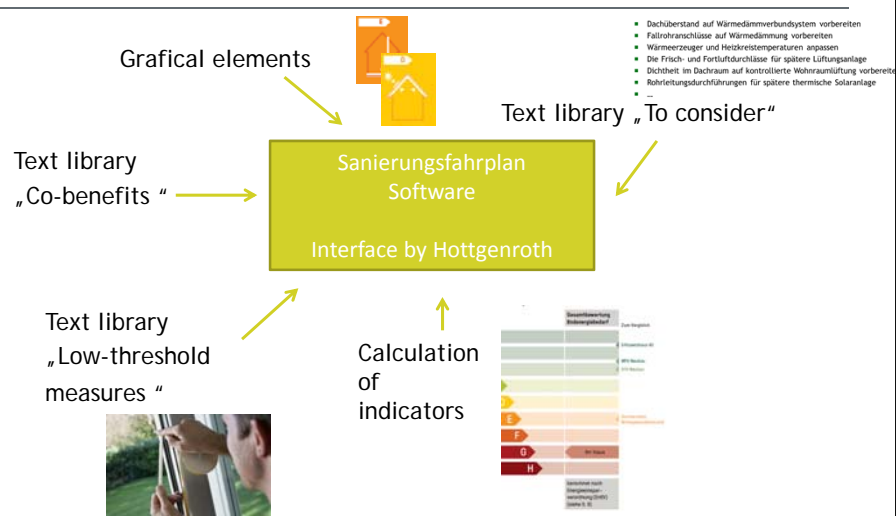 Grafical elements
Dachüberstand auf Wärmedämmverbundsystem vorbereiten
Fallrohranschlüsse auf Wärmedämmung vorbereiten
Wärmeerzeuger und Heizkreistemperaturen anpassen
Die Frisch- und Fortluftdurchlässe für spätere Lüftungsanlage
Dichtheit im Dachraum auf kontrollierte Wohnraumlüftung vorbereite
Rohrleitungsdurchführungen für spätere thermische Solaranlage
...
Text library „To consider“
Text library
„Co-benefits “
Sanierungsfahrplan
Software
Interface by Hottgenroth
Text library
„Low-threshold
measures “
Calculation
of
indicators
Gesamtbewertung
Endenergiebedarf
E
F
G
H